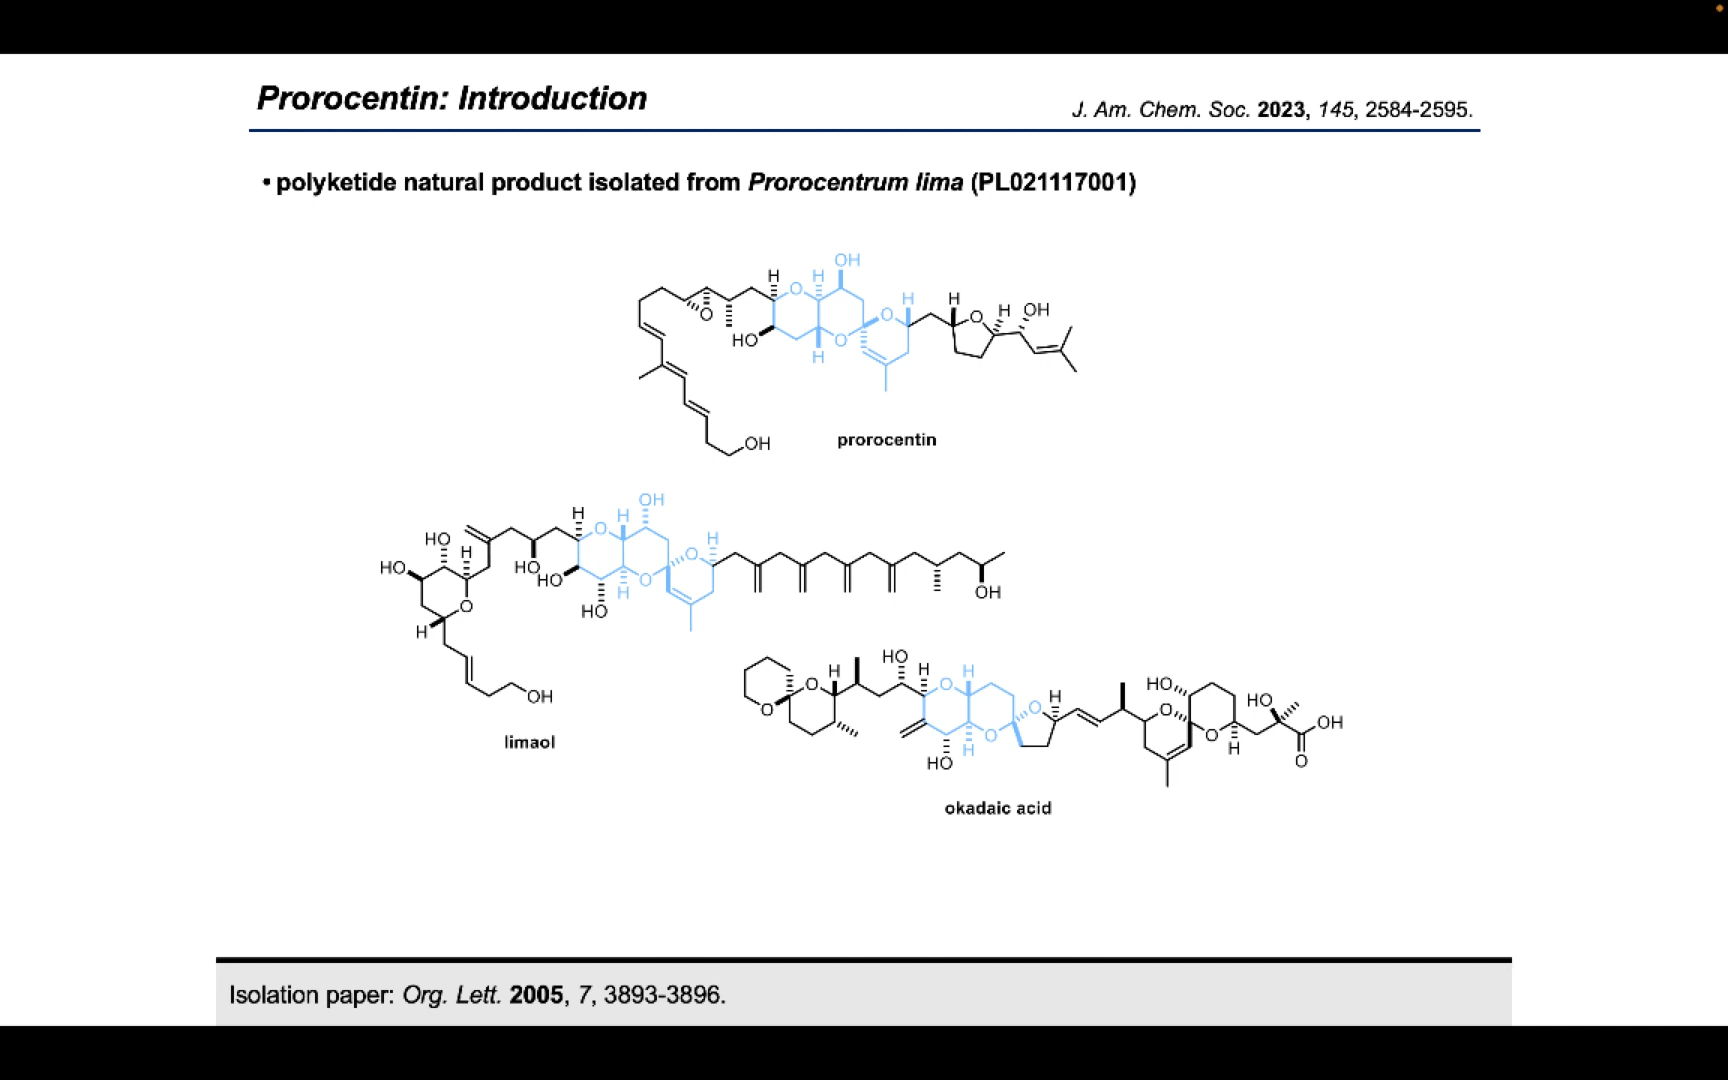 Prorocentin: Introduction
J. Am. Chem. Soc. 2023, 145, 2584-2595.
• polyketide natural product isolated from Prorocentrum lima (PL021117001)
OH
H
H
O
O
HO
O
H
O
H
H
O
H
OH
OH
prorocentin
OH
H
H
O
HO
H
HO
HO
HO
O
H
HO
O
O
H
OH
H
OH
limaol
O
O
H
HO
H
O
H
HO
H
O
O
H
HO
O
O
H
HO
OH
O
okadaic acid
Isolation paper: Org. Lett. 2005, 7, 3893-3896.